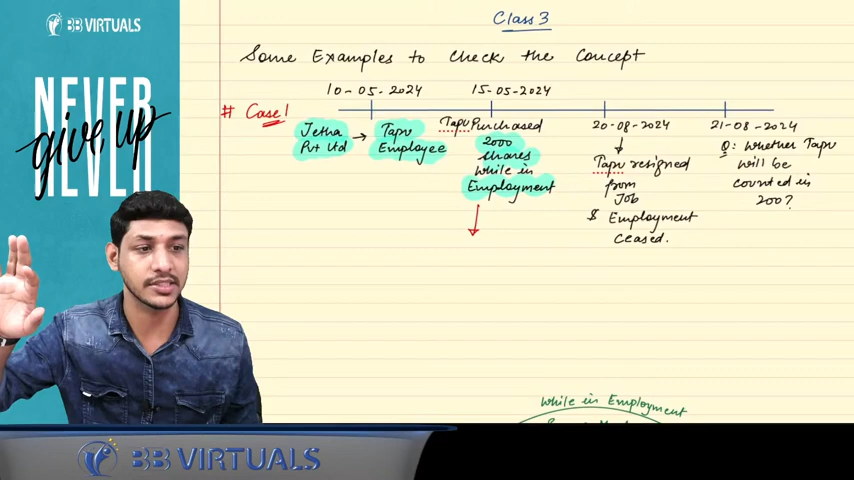 BB VIRTUALS
NEVER
give up
NEVER
Class 3
Some Examples to Check the Concept
# Case 1
10-05-2024
15-05-2024
Jetha
Pvt Ltd
Tapu
Employee
Tapu Purchased
2000
shares
While in
Employment
20-08-2024
Tapu resigned
from
Job
& Employment
ceased.
21-08-2024
Q: Whether Tapu
will be
counted in
200?
While in Employment
BB VIRTUALS